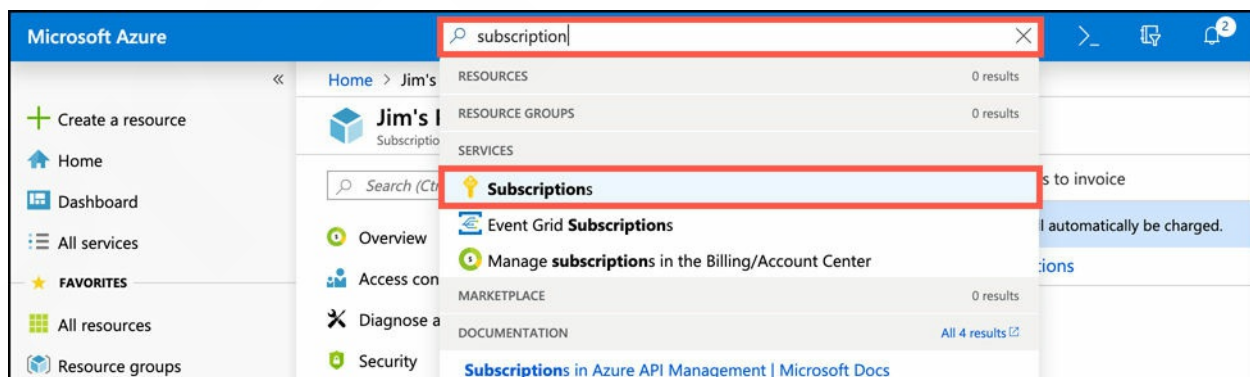 Microsoft Azure
subscription
2
«
Home > Jim's
Jim's
Subscriptio
Search
Create a resource
Home
Dashboard
All services
FAVORITES
All resources
Resource groups
Overview
Access con
Diagnose a
Security
RESOURCES 0 results
RESOURCE GROUPS 0 results
SERVICES
Subscriptions
Event Grid Subscriptions
Manage subscriptions in the Billing/Account Center
MARKETPLACE 0 results
DOCUMENTATION All 4 results
Subscriptions in Azure API Management | Microsoft Docs
s to invoice
l automatically be charged.
tions